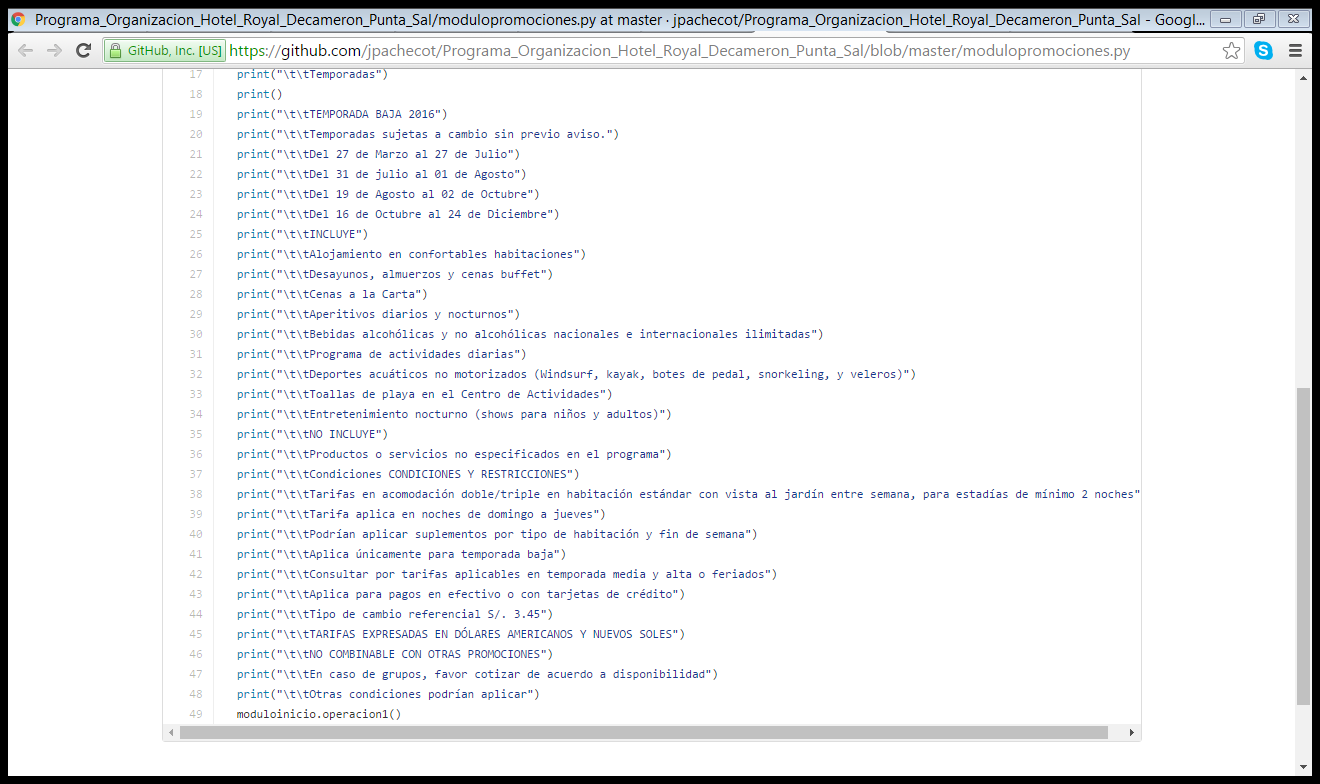 Programa_Organizacion_Hotel_Royal_Decameron_Punta_Sal/modulopromociones.py at master · jpachecot/Programa_Organizacion_Hotel_Royal_Decameron_Punta_Sal - Googl...
GitHub, Inc. [US] https://github.com/jpachecot/Programa_Organizacion_Hotel_Royal_Decameron_Punta_Sal/blob/master/modulopromociones.py
17 print("\t\tTemporadas")
18 print()
19 print("\t\tTEMPORADA BAJA 2016")
20 print("\t\tTemporadas sujetas a cambio sin previo aviso.")
21 print("\t\tDel 27 de Marzo al 27 de Julio")
22 print("\t\tDel 31 de julio al 01 de Agosto")
23 print("\t\tDel 19 de Agosto al 02 de Octubre")
24 print("\t\tDel 16 de Octubre al 24 de Diciembre")
25 print("\t\tINCLUYE")
26 print("\t\tAlojamiento en confortables habitaciones")
27 print("\t\tDesayunos, almuerzos y cenas buffet")
28 print("\t\tCenas a la Carta")
29 print("\t\tAperitivos diarios y nocturnos")
30 print("\t\tBebidas alcohólicas y no alcohólicas nacionales e internacionales ilimitadas")
31 print("\t\tPrograma de actividades diarias")
32 print("\t\tDeportes acuáticos no motorizados (Windsurf, kayak, botes de pedal, snorkeling, y veleros)")
33 print("\t\tToallas de playa en el Centro de Actividades")
34 print("\t\tEntretenimiento nocturno (shows para niños y adultos)")
35 print("\t\tNO INCLUYE")
36 print("\t\tProductos o servicios no especificados en el programa")
37 print("\t\tCondiciones CONDICIONES Y RESTRICCIONES")
38 print("\t\tTarifas en acomodación doble/triple en habitación estándar con vista al jardín entre semana, para estadías de mínimo 2 noches"
39 print("\t\tTarifa aplica en noches de domingo a jueves")
40 print("\t\tPodrían aplicar suplementos por tipo de habitación y fin de semana")
41 print("\t\tAplica únicamente para temporada baja")
42 print("\t\tConsultar por tarifas aplicables en temporada media y alta o feriados")
43 print("\t\tAplica para pagos en efectivo o con tarjetas de crédito")
44 print("\t\tTipo de cambio referencial S/. 3.45")
45 print("\t\tTARIFAS EXPRESADAS EN DÓLARES AMERICANOS Y NUEVOS SOLES")
46 print("\t\tNO COMBINABLE CON OTRAS PROMOCIONES")
47 print("\t\tEn caso de grupos, favor cotizar de acuerdo a disponibilidad")
48 print("\t\tOtras condiciones podrían aplicar")
49 moduloinicio.operacion1()